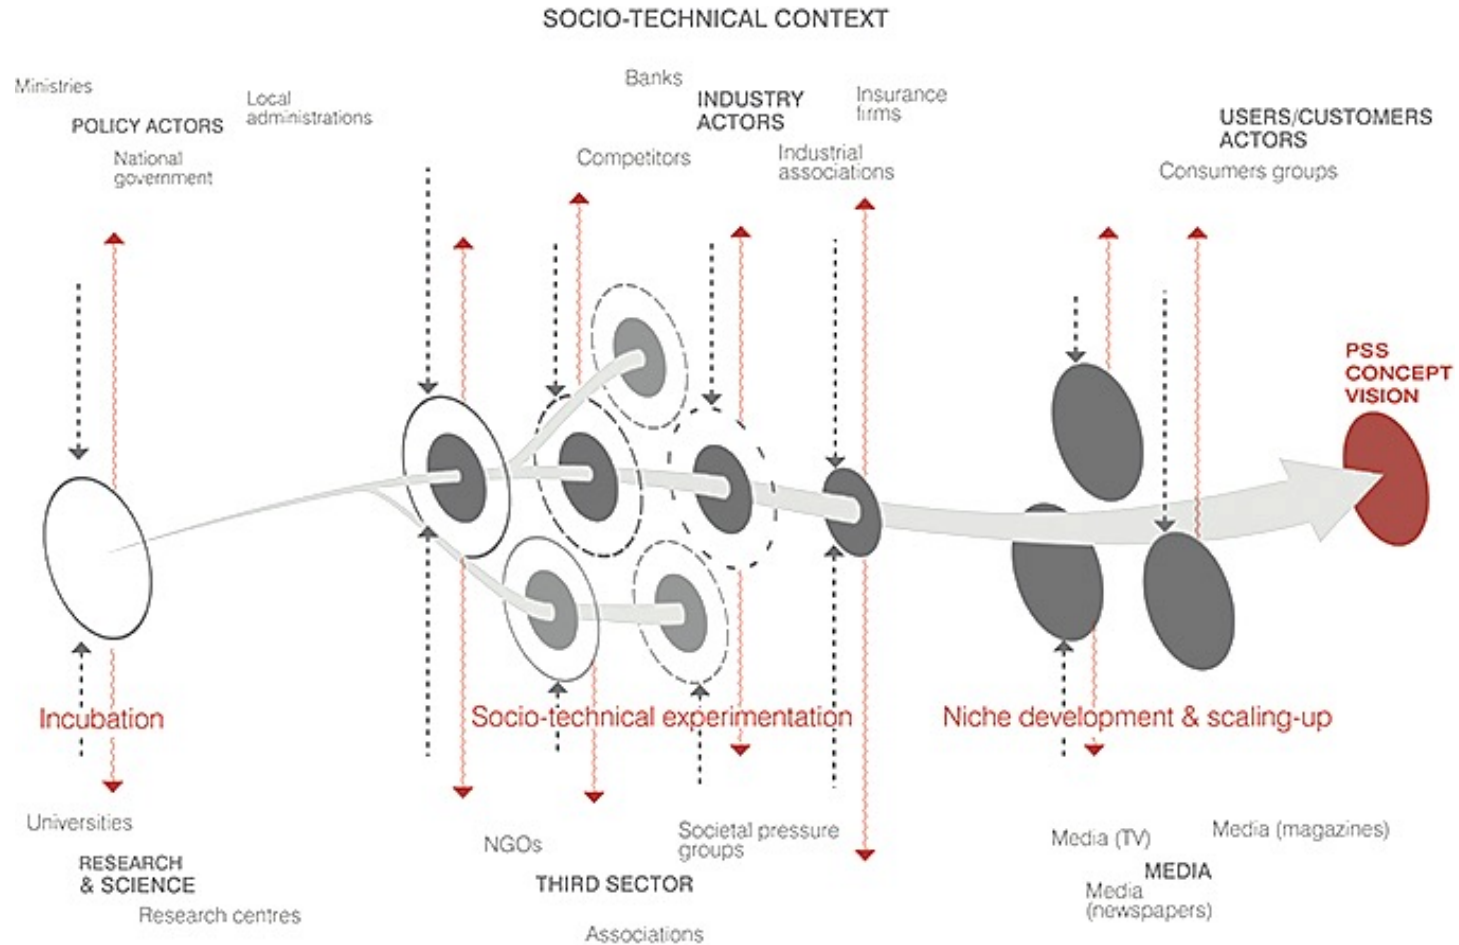 SOCIO-TECHNICAL CONTEXT
Ministries
POLICY ACTORS
Local
administrations
National
government
Banks
INDUSTRY
ACTORS
Insurance
firms
Competitors
Industrial
associations
USERS/CUSTOMERS
ACTORS
Consumers groups
PSS
CONCEPT
VISION
Incubation
Socio-technical experimentation
Niche development & scaling-up
Universities
RESEARCH
& SCIENCE
Research centres
NGOs
Societal pressure
groups
THIRD SECTOR
Associations
Media (TV)
Media (magazines)
MEDIA
Media
(newspapers)